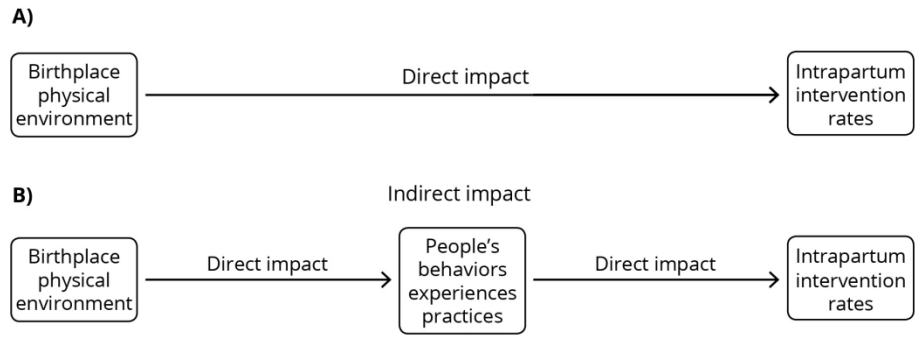 A)
Birthplace
physical
environment
Direct impact
Intrapartum
intervention
rates
B)
Indirect impact
Birthplace
physical
environment
Direct impact
People's
behaviors
experiences
practices
Direct impact
Intrapartum
intervention
rates